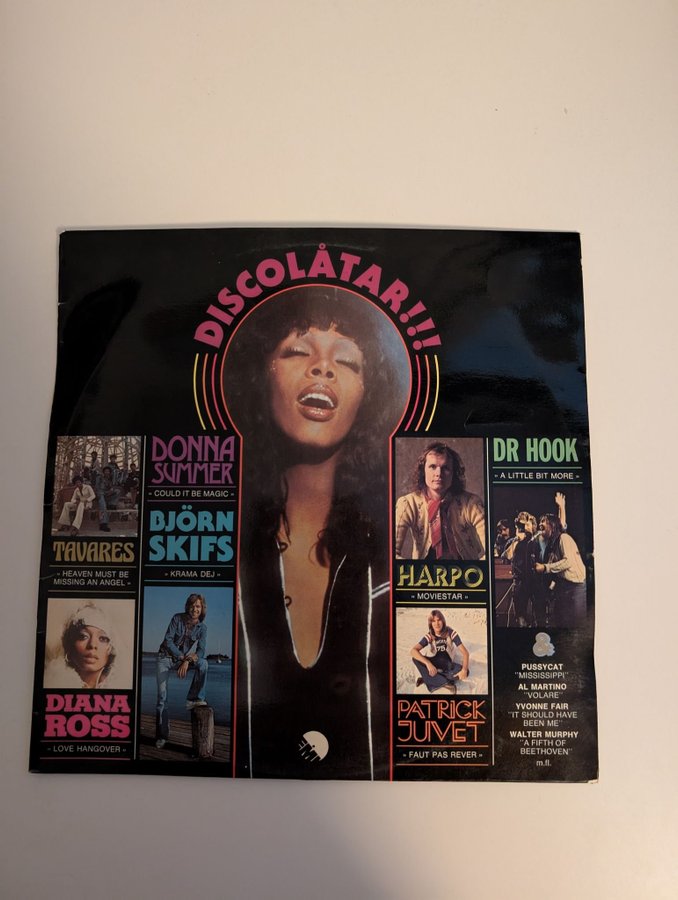 DISCOLÅTAR!!!
TAVARES
» HEAVEN MUST BE
MISSING AN ANGEL «
DIANA
ROSS
» LOVE HANGOVER »
DONNA
SUMMER
» COULD IT BE MAGIC »
BJÖRN
SKIFS
» KRAMA DEJ »
EMI
HARPO
» MOVIESTAR »
PATRICK
JUVET
» FAUT PAS REVER »
DR HOOK
» A LITTLE BIT MORE »
&
PUSSYCAT
"MISSISSIPPI"
AL MARTINO
"VOLARE"
YVONNE FAIR
"IT SHOULD HAVE
BEEN ME"
WALTER MURPHY
"A FIFTH OF
BEETHOVEN"
m.fl.